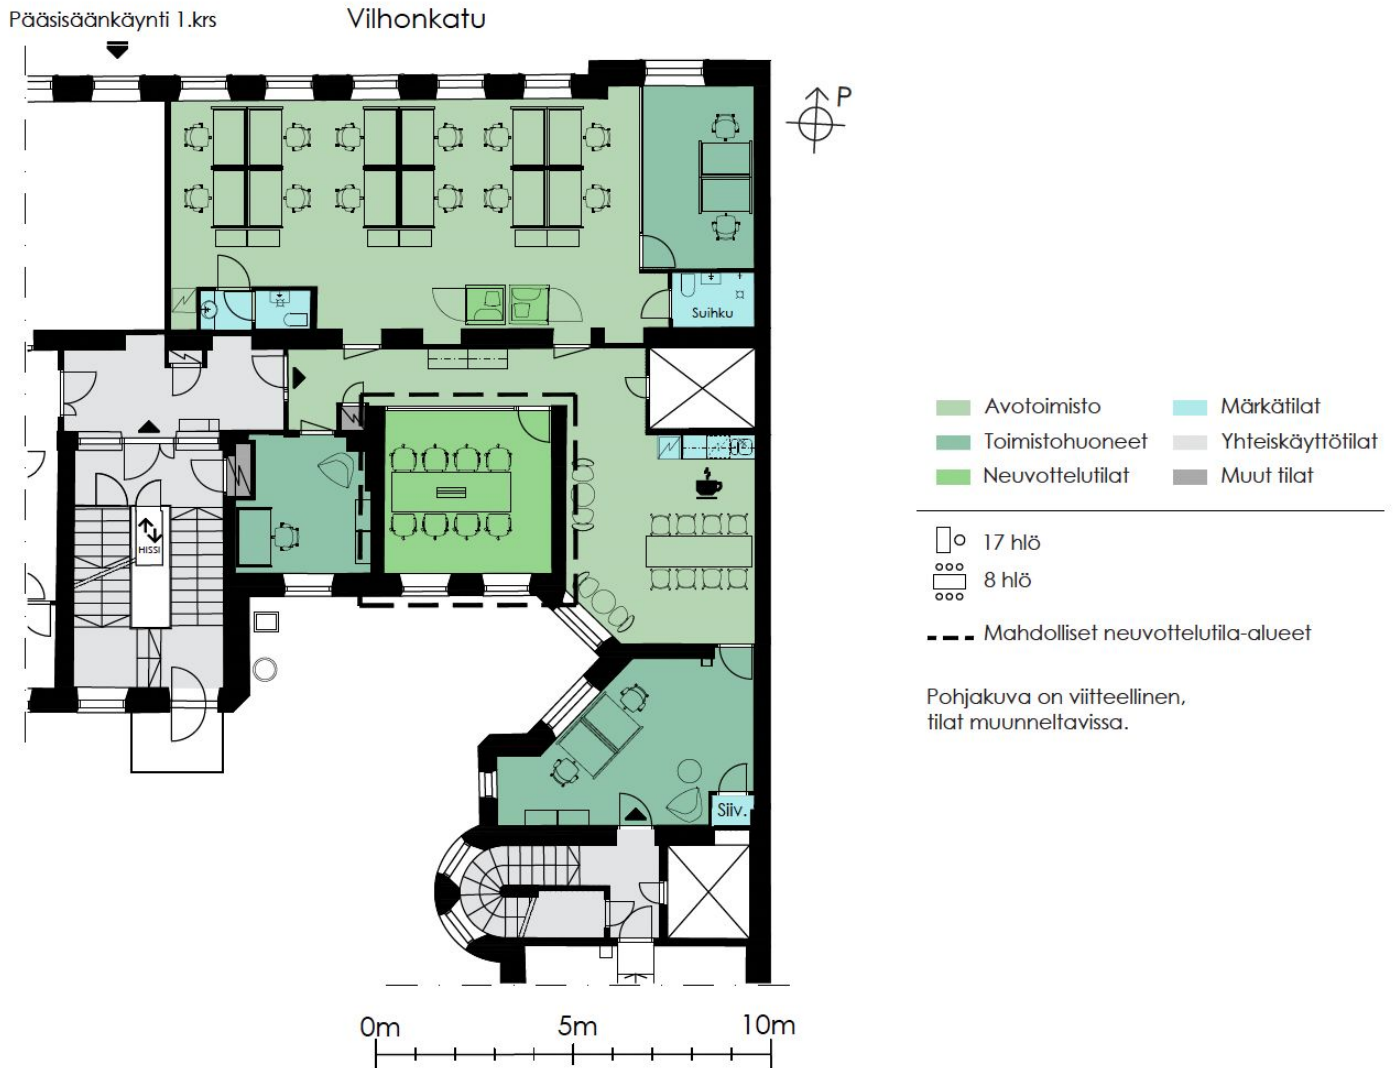 Pääsisäänkäynti 1.krs
Vilhonkatu
P
Suihku
HISSI
Siiv.
Avotoimisto
Toimistohuoneet
Neuvottelutilat
Märkätilat
Yhteiskäyttötilat
Muut tilat
17 hlö
8 hlö
Mahdolliset neuvottelutila-alueet
Pohjakuva on viitteellinen,
tilat muunneltavissa.
0m 5m 10m